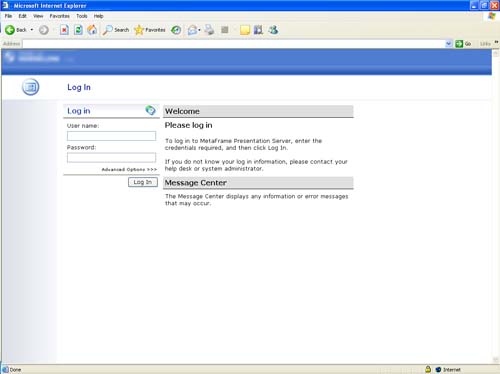 - Microsoft Internet Explorer
File Edit View Favorites Tools Help
Back Search Favorites
Address Go Links »
Log In
Log in
User name:
Password:
Advanced Options >>>
Log In
Welcome
Please log in
To log in to MetaFrame Presentation Server, enter the
credentials required, and then click Log In.
If you do not know your log in information, please contact your
help desk or system administrator.
Message Center
The Message Center displays any information or error messages
that may occur.
Done Internet